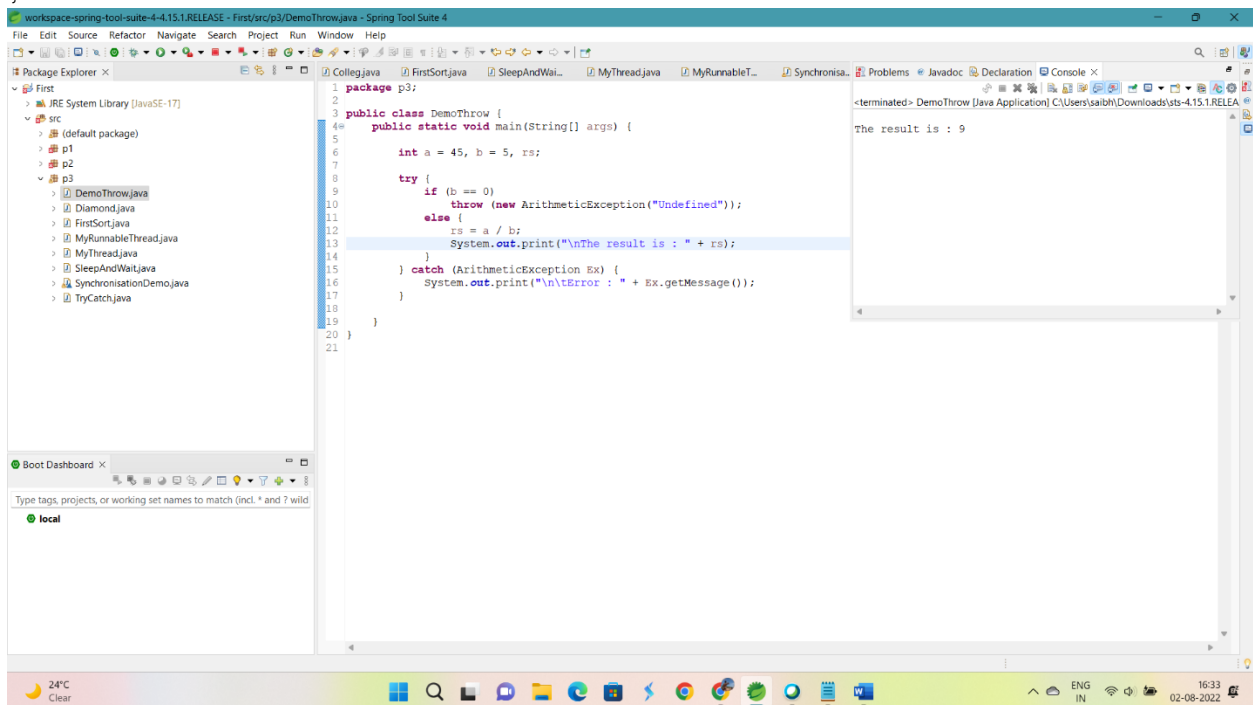 workspace-spring-tool-suite-4-4.15.1.RELEASE - First/src/p3/DemoThrow.java - Spring Tool Suite 4
File Edit Source Refactor Navigate Search Project Run Window Help
Package Explorer
First
JRE System Library [JavaSE-17]
src
(default package)
p1
p2
p3
DemoThrow.java
Diamond.java
FirstSort.java
MyRunnableThread.java
MyThread.java
SleepAndWait.java
SynchronisationDemo.java
TryCatch.java
Boot Dashboard
Type tags, projects, or working set names to match (incl. * and ? wild
local
Colleg.java FirstSort.java SleepAndWai... MyThread.java MyRunnableT... Synchronisa...
1 package p3;
2
3 public class DemoThrow {
4 public static void main(String[] args) {
5
6 int a = 45, b = 5, rs;
7
8 try {
9 if (b == 0)
10 throw (new ArithmeticException("Undefined"));
11 else {
12 rs = a / b;
13 System.out.print("\nThe result is : " + rs);
14 }
15 } catch (ArithmeticException Ex) {
16 System.out.print("\n\tError : " + Ex.getMessage());
17 }
18
19 }
20 }
21
Problems Javadoc Declaration Console
<terminated> DemoThrow [Java Application] C:\Users\saibh\Downloads\sts-4.15.1.RELEA
The result is : 9
24°C
Clear
ENG
IN
16:33
02-08-2022